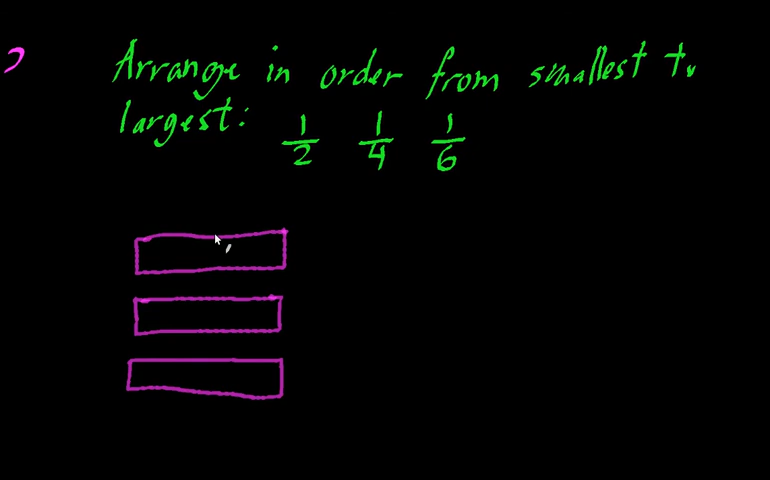 Arrange in order from smallest to
largest: 1/2 1/4 1/6